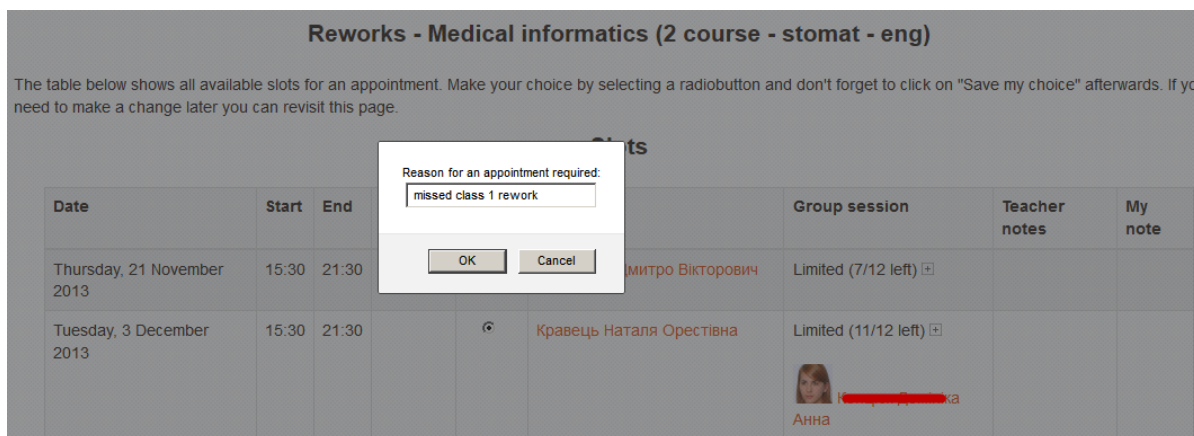 Reworks - Medical informatics (2 course - stomat - eng)
The table below shows all available slots for an appointment. Make your choice by selecting a radiobutton and don't forget to click on "Save my choice" afterwards. If
need to make a change later you can revisit this page.
Reason for an appointment required:
missed class 1 rework
OK Cancel
Date Start End Group session Teacher notes My note
Thursday, 21 November 2013 15:30 21:30 Вікторович Limited (7/12 left)
Tuesday, 3 December 2013 15:30 21:30 Кравець Наталя Орестівна Limited (11/12 left)
Анна